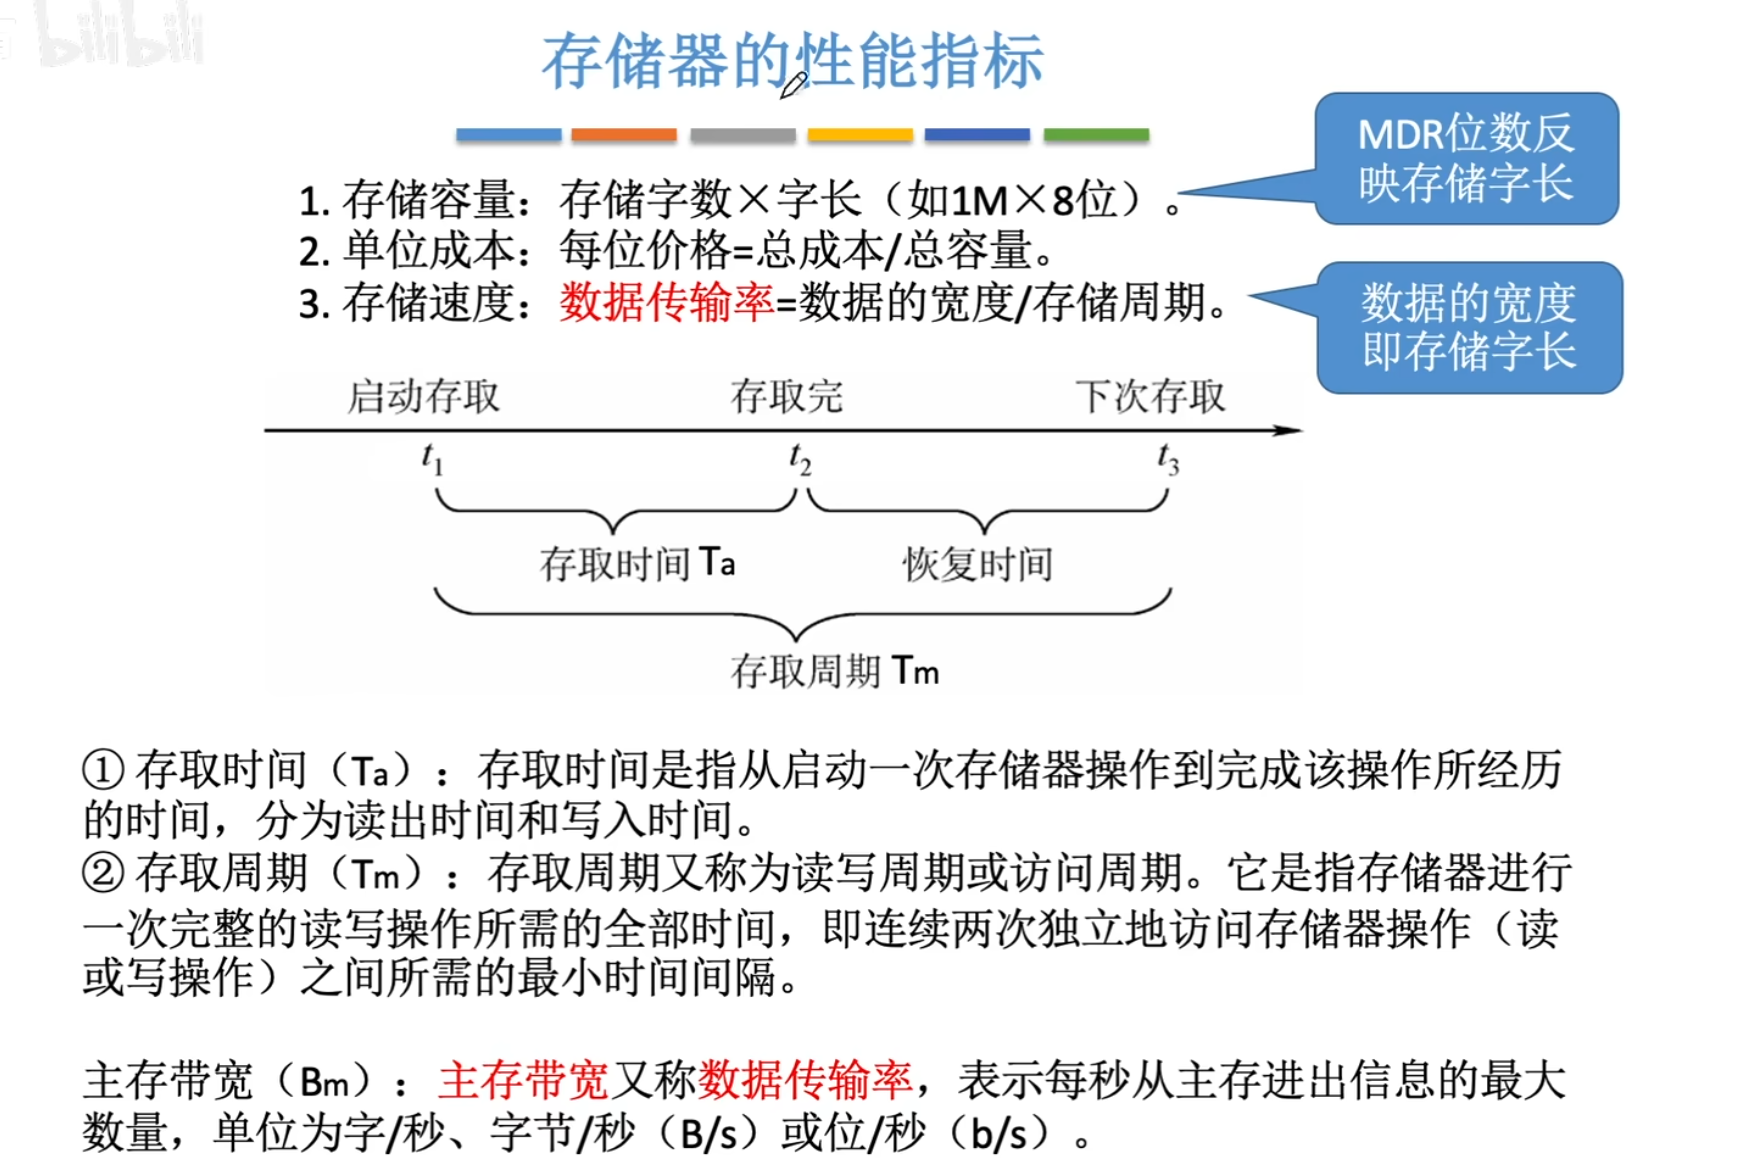 bilibili
存储器的性能指标
MDR位数反
映存储字长
1. 存储容量：存储字数×字长（如1M×8位）。
2. 单位成本：每位价格=总成本/总容量。
3. 存储速度：数据传输率=数据的宽度/存储周期。
数据的宽度
即存储字长
启动存取 存取完 下次存取
t1 t2 t3
存取时间 Ta 恢复时间
存取周期 Tm
① 存取时间（Ta）：存取时间是指从启动一次存储器操作到完成该操作所经历
的时间，分为读出时间和写入时间。
② 存取周期（Tm）：存取周期又称为读写周期或访问周期。它是指存储器进行
一次完整的读写操作所需的全部时间，即连续两次独立地访问存储器操作（读
或写操作）之间所需的最小时间间隔。
主存带宽（Bm）：主存带宽又称数据传输率，表示每秒从主存进出信息的最大
数量，单位为字/秒、字节/秒（B/s）或位/秒（b/s）。